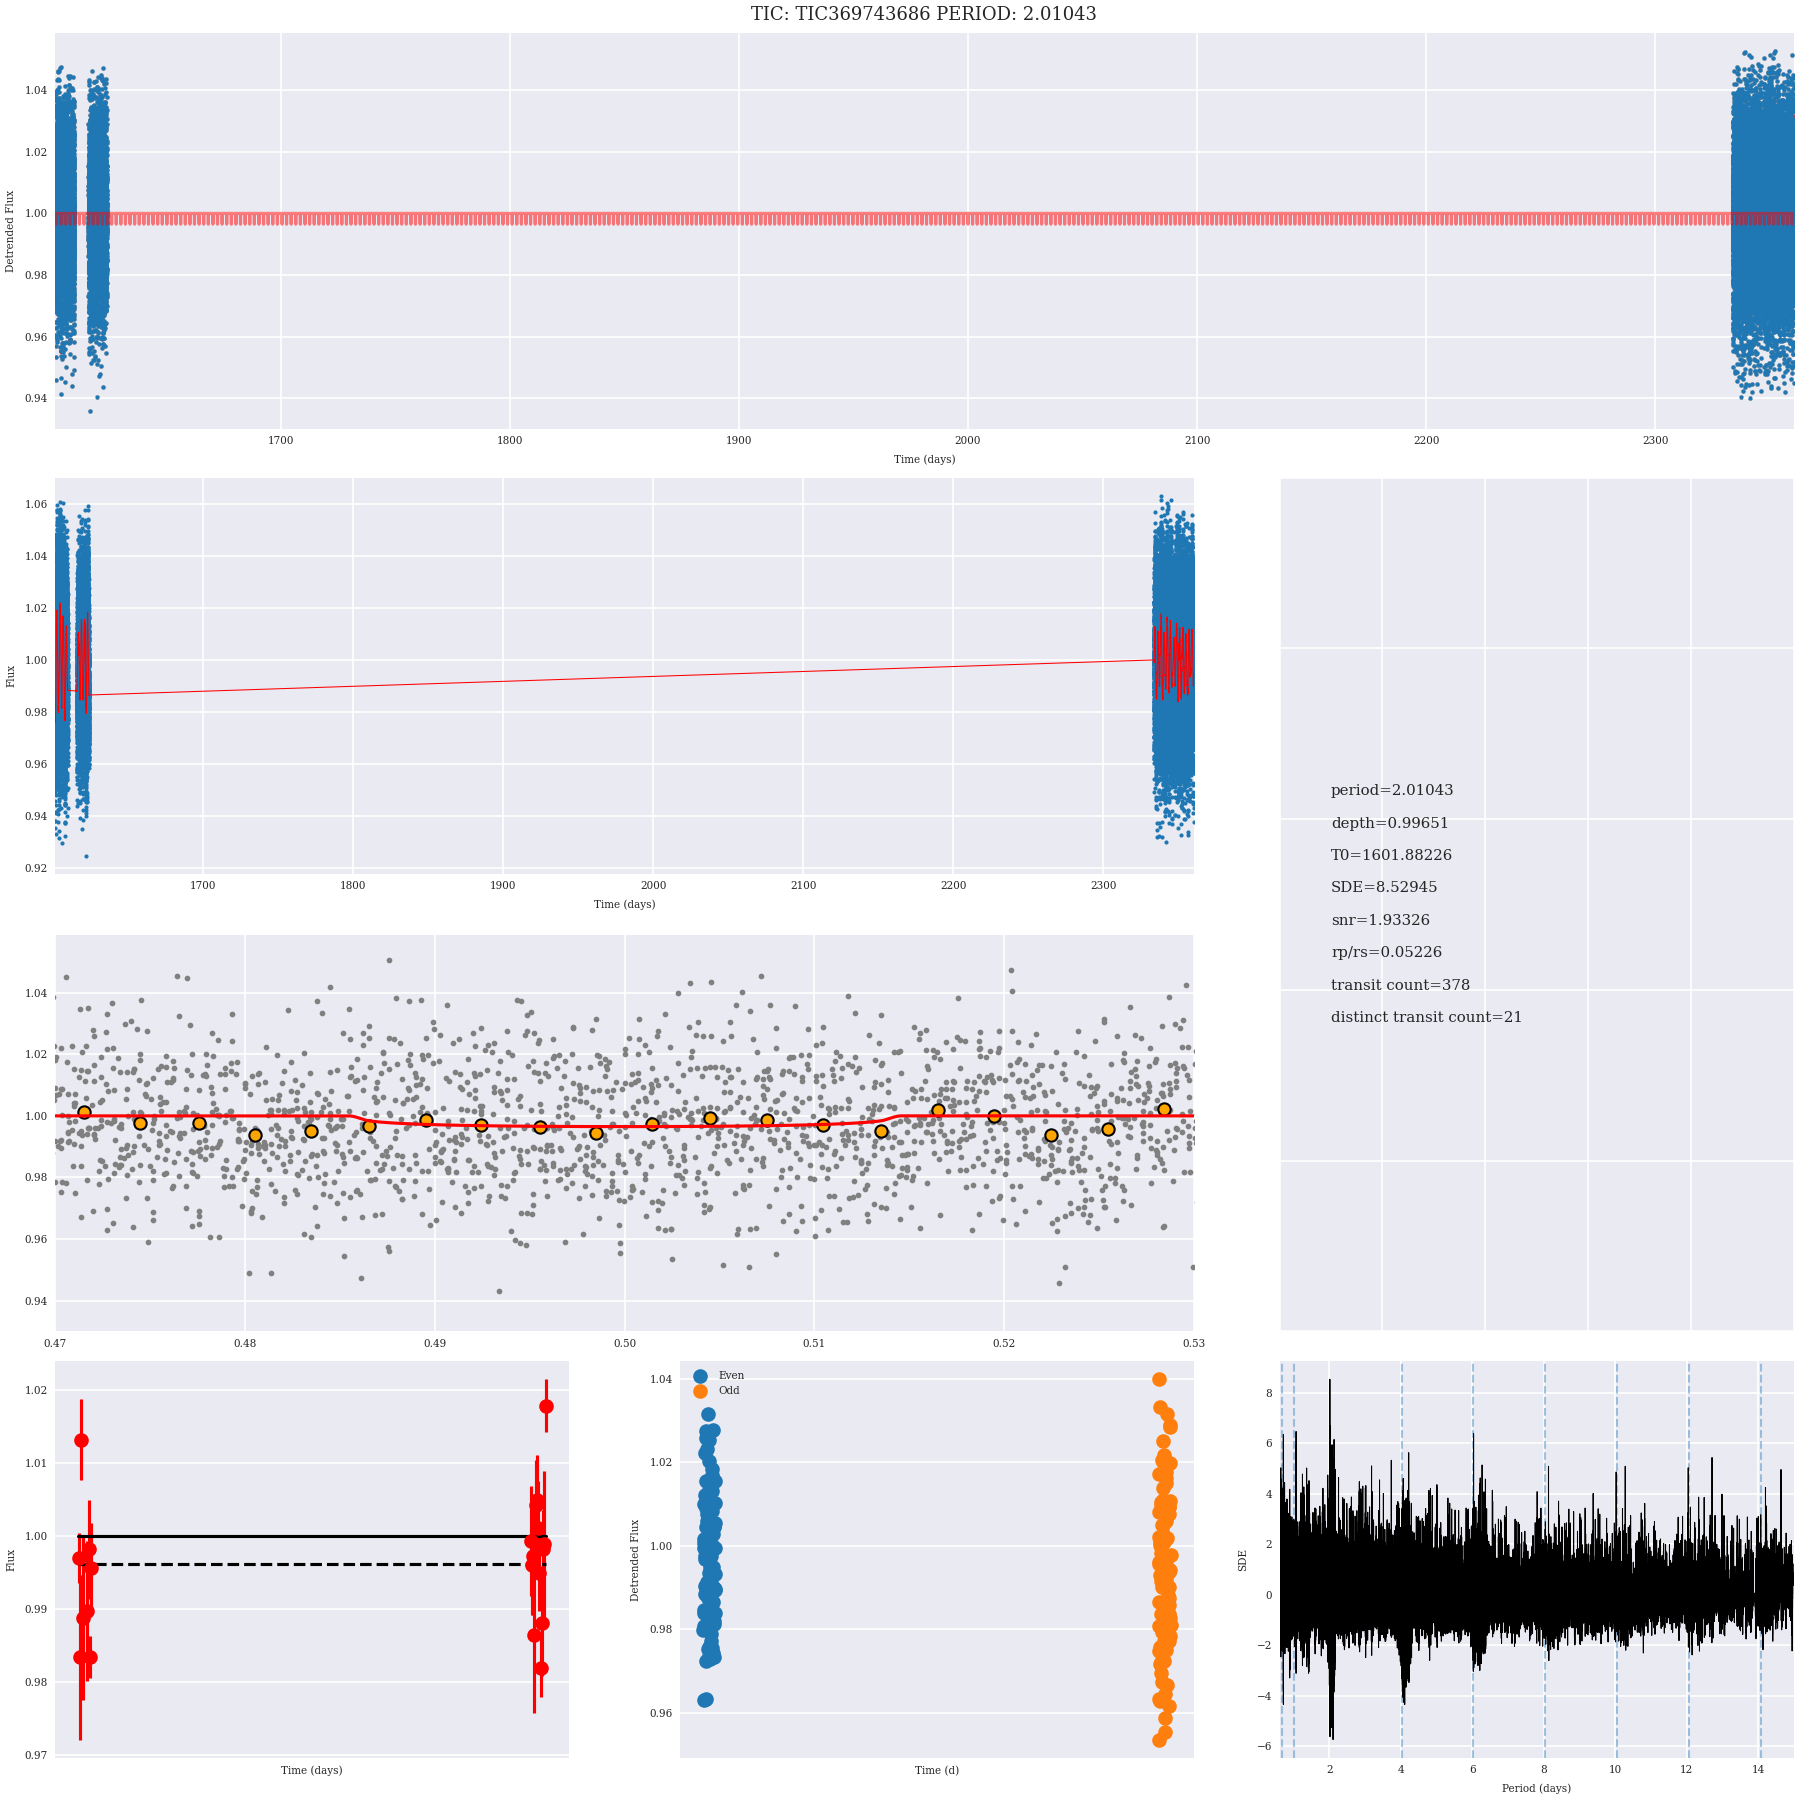 TIC: TIC369743686 PERIOD: 2.01043
1.04
1.02
1.00
0.98
0.96
0.94
Detrended Flux
1700 1800 1900 2000 2100 2200 2300
Time (days)
1.06
1.04
1.02
1.00
0.98
0.96
0.94
0.92
Flux
1700 1800 1900 2000 2100 2200 2300
Time (days)
period=2.01043
depth=0.99651
T0=1601.88226
SDE=8.52945
snr=1.93326
rp/rs=0.05226
transit count=378
distinct transit count=21
1.04
1.02
1.00
0.98
0.96
0.94
0.47 0.48 0.49 0.50 0.51 0.52 0.53
1.02
1.01
1.00
0.99
0.98
0.97
Flux
Time (days)
Even
Odd
1.04
1.02
1.00
0.98
0.96
Detrended Flux
Time (d)
8
6
4
2
0
−2
−4
−6
SDE
2 4 6 8 10 12 14
Period (days)